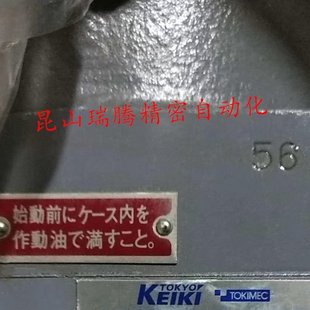 昆山瑞腾精密自动化
56
始動前にケース内を
作動油で満すこと。
TOKYO
KEIKI
TOKIMEC